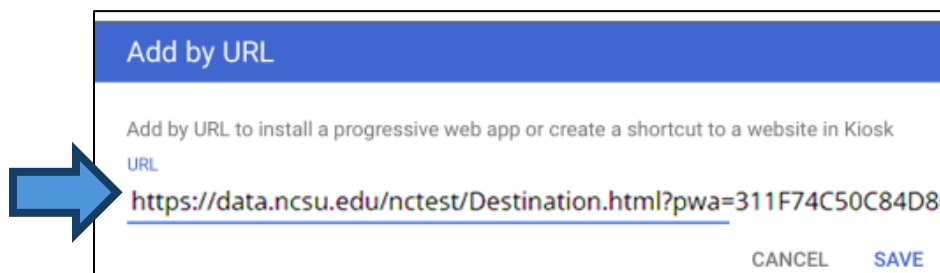 Add by URL
Add by URL to install a progressive web app or create a shortcut to a website in Kiosk
URL
https://data.ncsu.edu/nctest/Destination.html?pwa=311F74C50C84D8
CANCEL SAVE